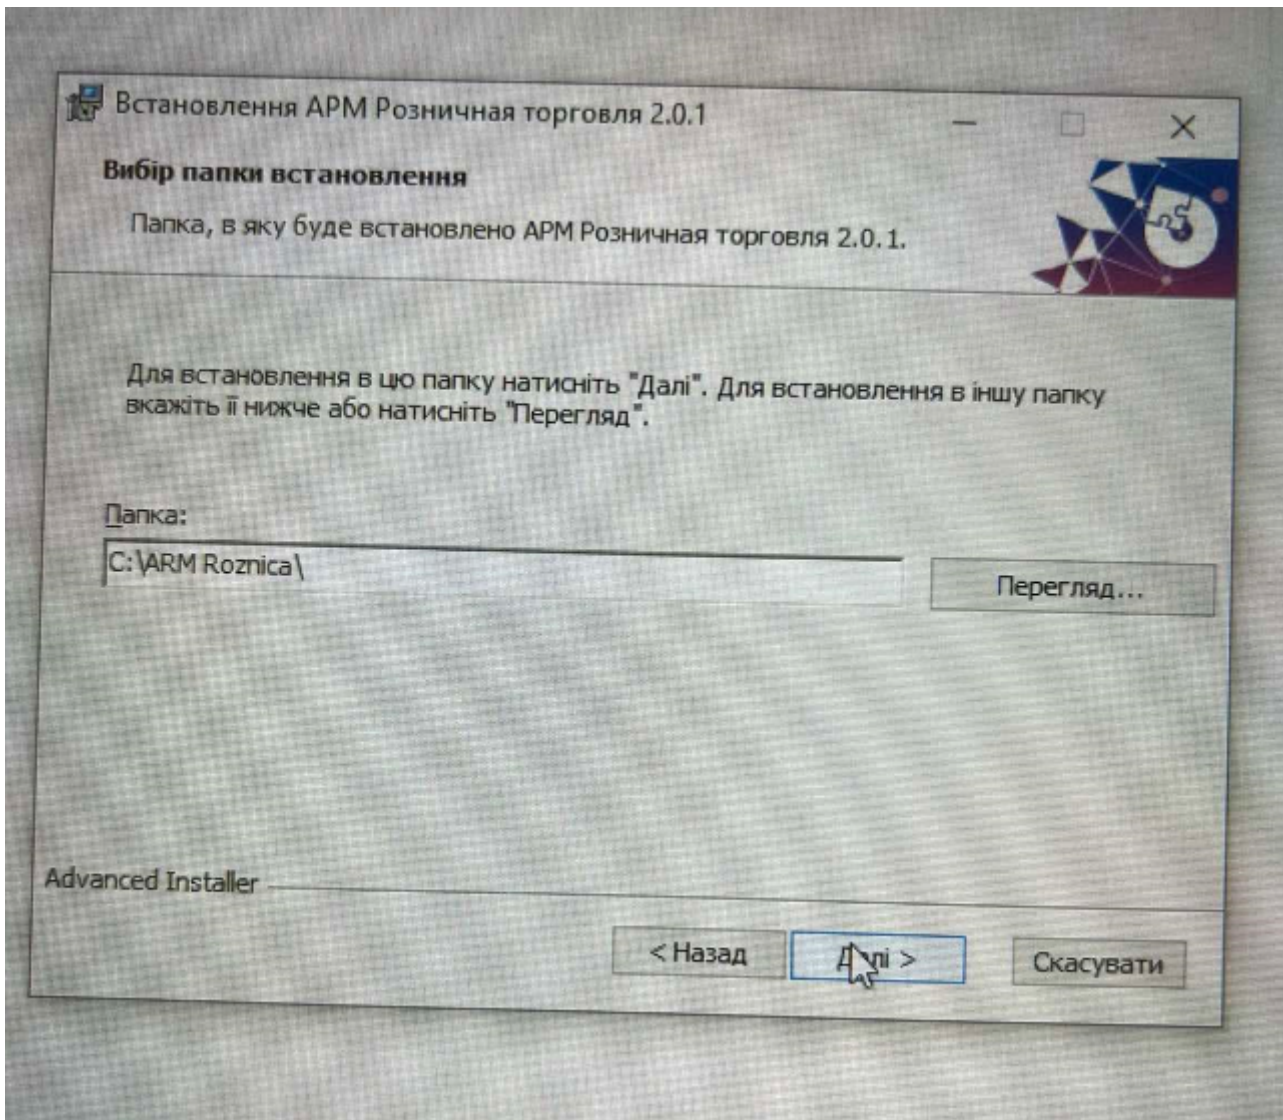 Встановлення АРМ Розничная торговля 2.0.1
Вибір папки встановлення
Папка, в яку буде встановлено АРМ Розничная торговля 2.0.1.
Для встановлення в цю папку натисніть "Далі". Для встановлення в іншу папку
вкажіть її нижче або натисніть "Перегляд".
Папка:
C:\ARM Roznica\
Перегляд...
Advanced Installer
< Назад
Далі >
Скасувати